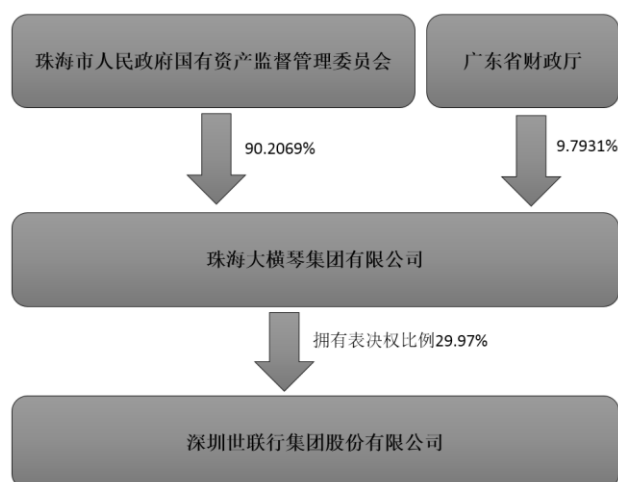 珠海市人民政府国有资产监督管理委员会
广东省财政厅
90.2069%
9.7931%
珠海大横琴集团有限公司
拥有表决权比例29.97%
深圳世联行集团股份有限公司